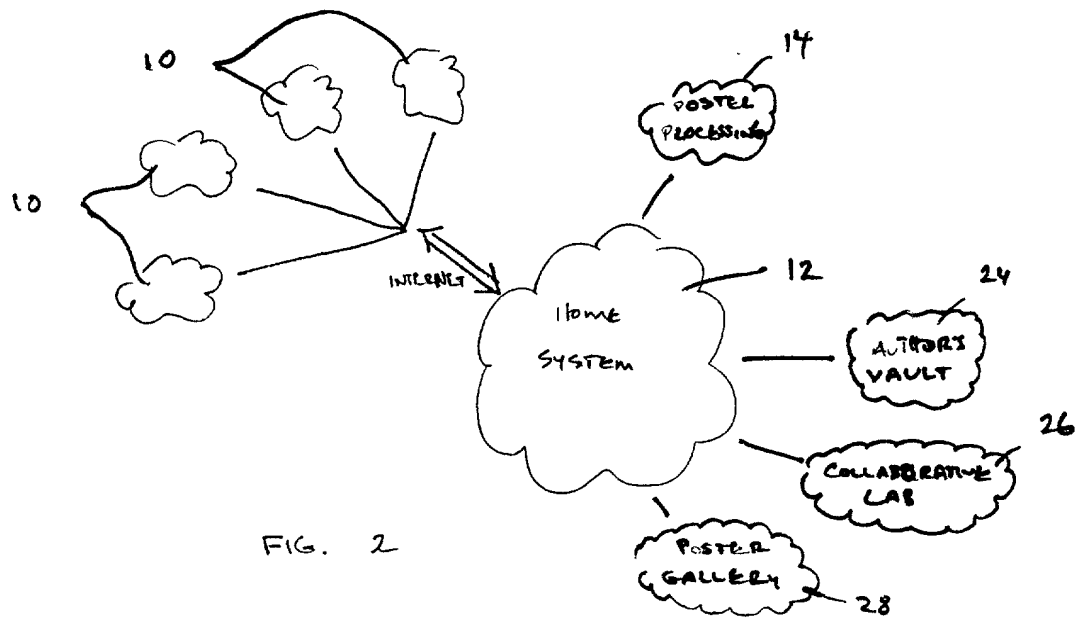 10
14
POSTER
PROCESSING
10
INTERNET
12
Home
SYSTEM
24
AUTHORS
VAULT
26
COLLABORATIVE
LAB
FIG. 2
POSTER
GALLERY
28